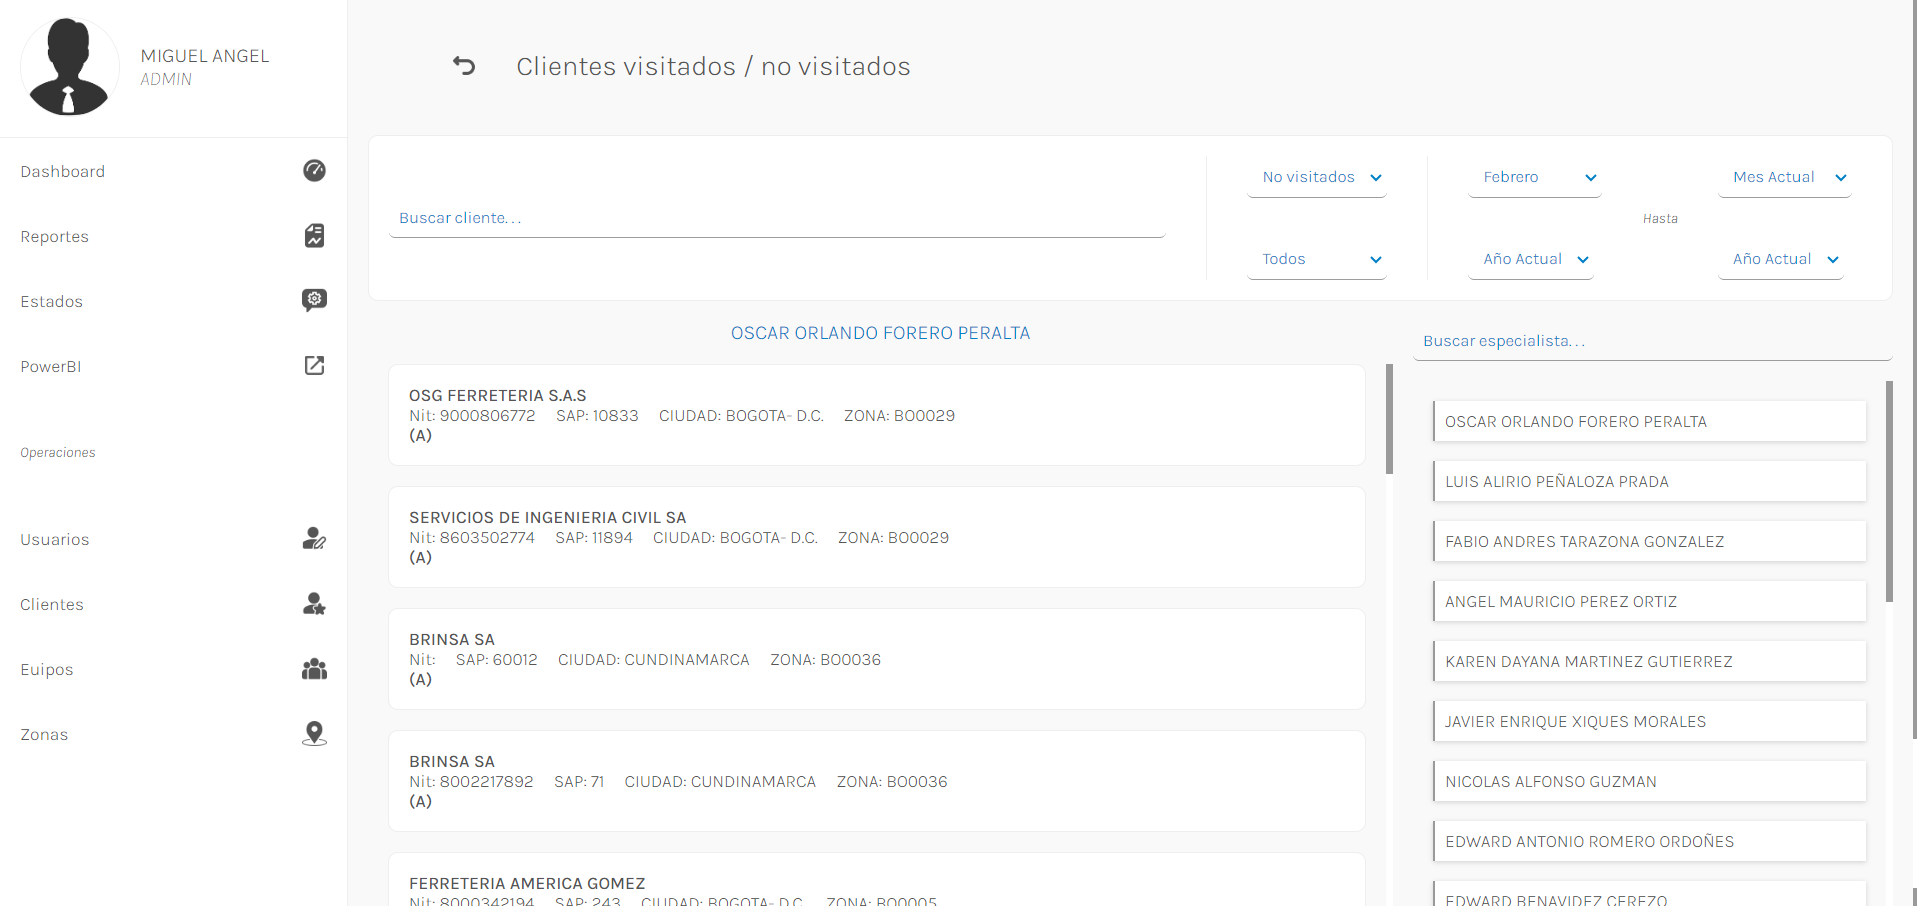 MIGUEL ANGEL
ADMIN
Dashboard
Reportes
Estados
PowerBI
Operaciones
Usuarios
Clientes
Euipos
Zonas
Clientes visitados / no visitados
Buscar cliente...
No visitados
Todos
Febrero
Mes Actual
Hasta
Año Actual
Año Actual
OSCAR ORLANDO FORERO PERALTA
OSG FERRETERIA S.A.S
Nit: 9000806772 SAP: 10833 CIUDAD: BOGOTA- D.C. ZONA: BO0029
(A)
SERVICIOS DE INGENIERIA CIVIL SA
Nit: 8603502774 SAP: 11894 CIUDAD: BOGOTA- D.C. ZONA: BO0029
(A)
BRINSA SA
Nit: SAP: 60012 CIUDAD: CUNDINAMARCA ZONA: BO0036
(A)
BRINSA SA
Nit: 8002217892 SAP: 71 CIUDAD: CUNDINAMARCA ZONA: BO0036
(A)
FERRETERIA AMERICA GOMEZ
Nit: 8000342194 SAP: 243 CIUDAD: BOGOTA- D.C. ZONA: BO0005
Buscar especialista...
OSCAR ORLANDO FORERO PERALTA
LUIS ALIRIO PEÑALOZA PRADA
FABIO ANDRES TARAZONA GONZALEZ
ANGEL MAURICIO PEREZ ORTIZ
KAREN DAYANA MARTINEZ GUTIERREZ
JAVIER ENRIQUE XIQUES MORALES
NICOLAS ALFONSO GUZMAN
EDWARD ANTONIO ROMERO ORDOÑES
EDWARD BENAVIDEZ CEREZO